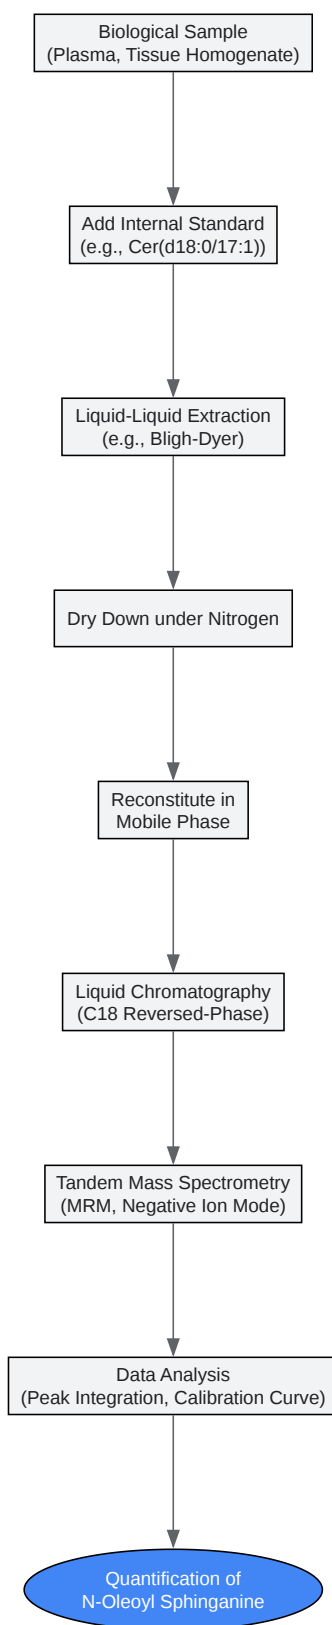 Biological Sample
(Plasma, Tissue Homogenate)
Add Internal Standard
(e.g., Cer(d18:0/17:1))
Liquid-Liquid Extraction
(e.g., Bligh-Dyer)
Dry Down under Nitrogen
Reconstitute in
Mobile Phase
Liquid Chromatography
(C18 Reversed-Phase)
Tandem Mass Spectrometry
(MRM, Negative Ion Mode)
Data Analysis
(Peak Integration, Calibration Curve)
Quantification of
N-Oleoyl Sphinganine